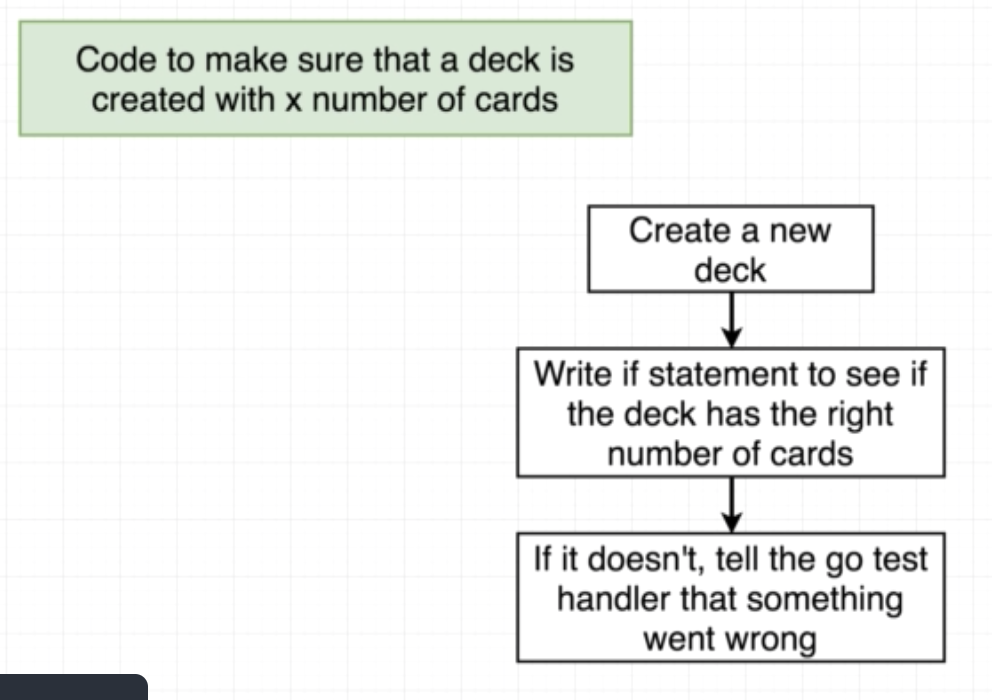 Code to make sure that a deck is
created with x number of cards
Create a new
deck
Write if statement to see if
the deck has the right
number of cards
If it doesn't, tell the go test
handler that something
went wrong